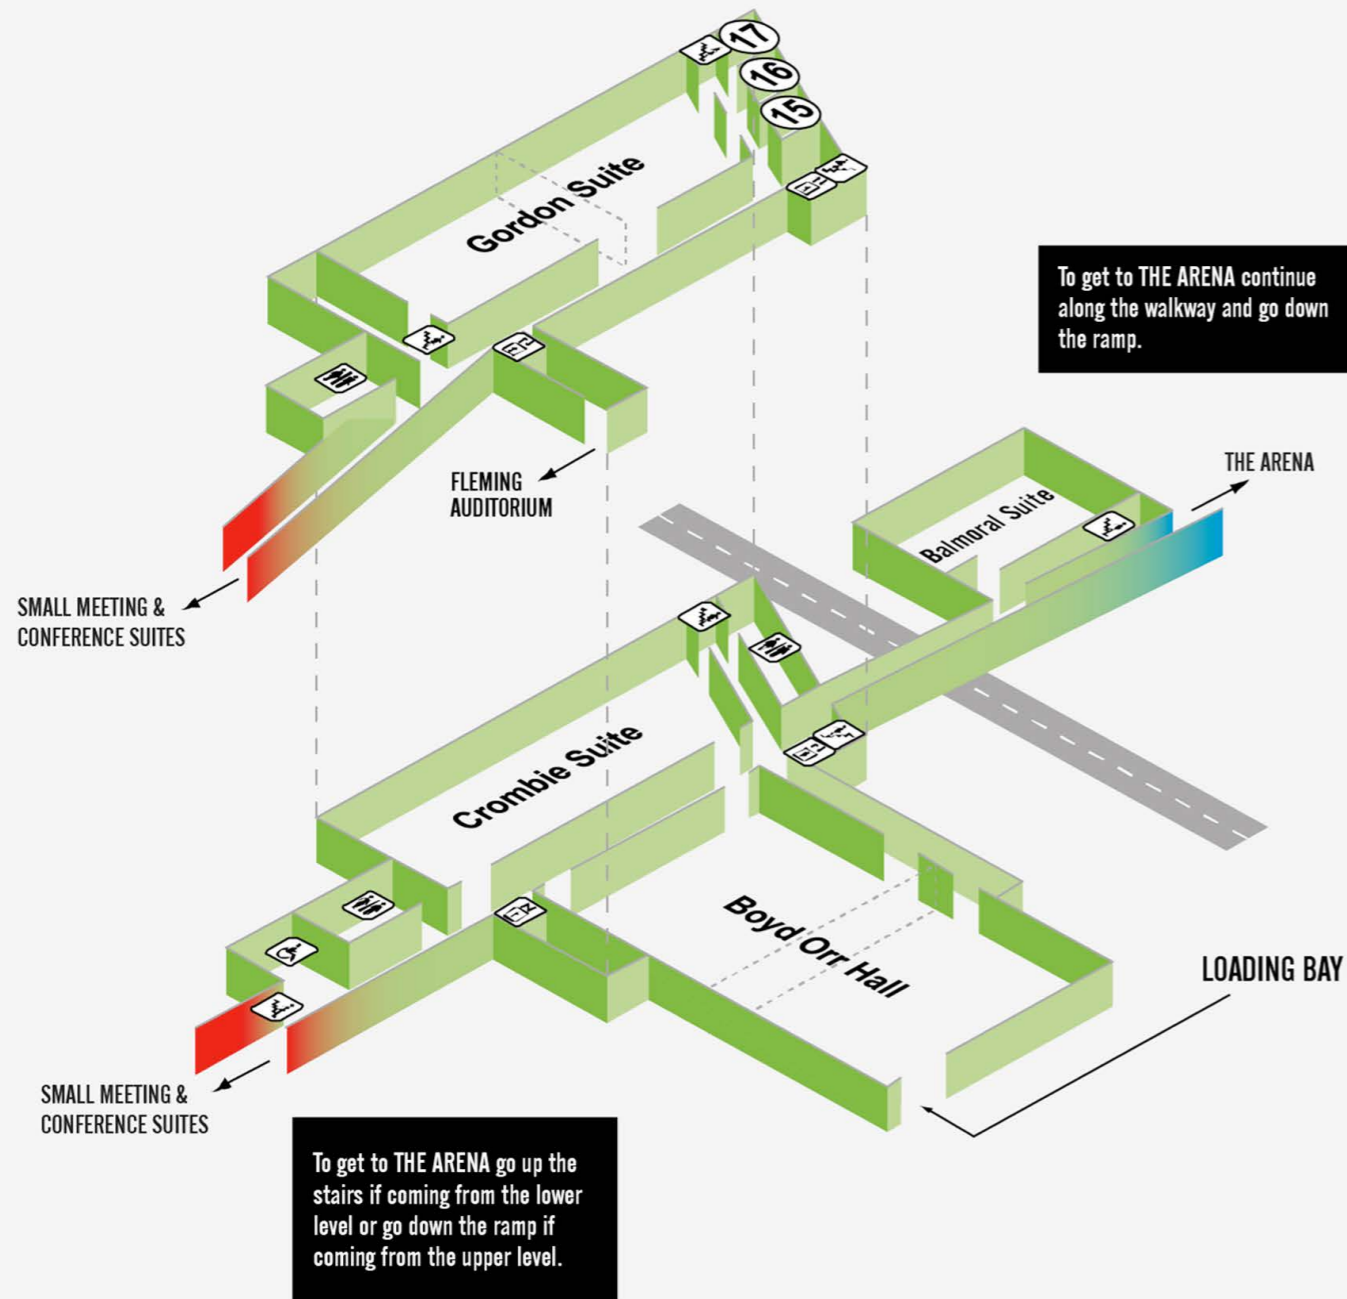 17
16
15
Gordon Suite
To get to THE ARENA continue
along the walkway and go down
the ramp.
THE ARENA
FLEMING
AUDITORIUM
Balmoral Suite
SMALL MEETING &
CONFERENCE SUITES
Crombie Suite
Boyd Orr Hall
LOADING BAY
SMALL MEETING &
CONFERENCE SUITES
To get to THE ARENA go up the
stairs if coming from the lower
level or go down the ramp if
coming from the upper level.